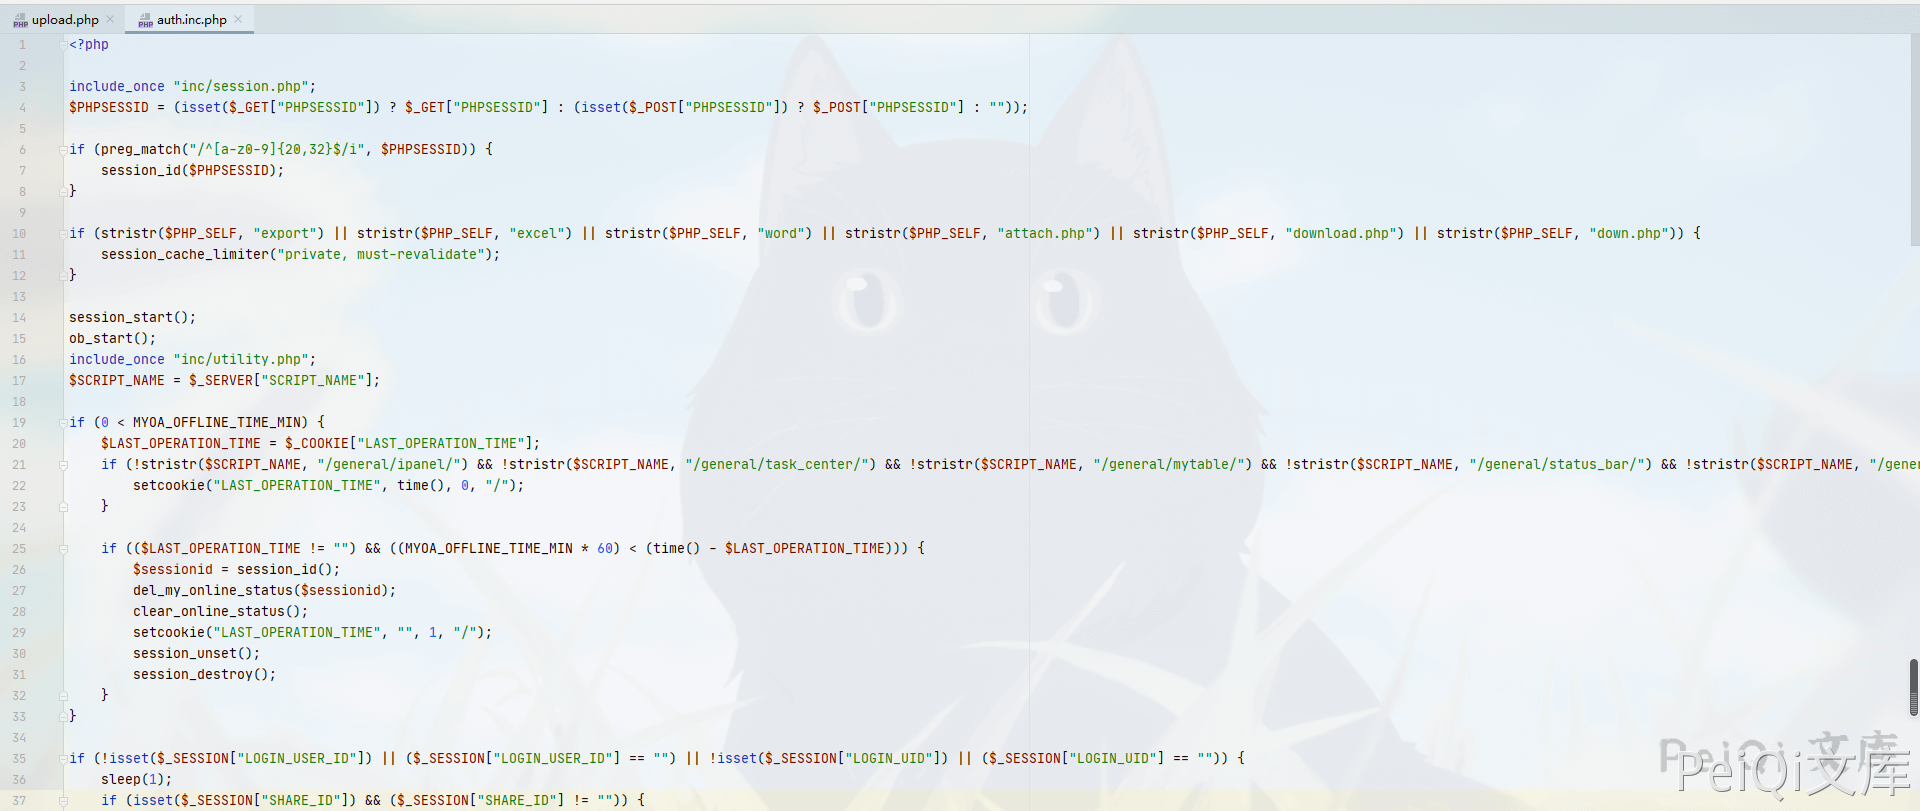 upload.php auth.inc.php
1 <?php
2
3 include_once "inc/session.php";
4 $PHPSESSID = (isset($_GET["PHPSESSID"]) ? $_GET["PHPSESSID"] : (isset($_POST["PHPSESSID"]) ? $_POST["PHPSESSID"] : ""));
5
6 if (preg_match("/^[a-z0-9]{20,32}$/i", $PHPSESSID)) {
7 session_id($PHPSESSID);
8 }
9
10 if (stristr($PHP_SELF, "export") || stristr($PHP_SELF, "excel") || stristr($PHP_SELF, "word") || stristr($PHP_SELF, "attach.php") || stristr($PHP_SELF, "download.php") || stristr($PHP_SELF, "down.php")) {
11 session_cache_limiter("private, must-revalidate");
12 }
13
14 session_start();
15 ob_start();
16 include_once "inc/utility.php";
17 $SCRIPT_NAME = $_SERVER["SCRIPT_NAME"];
18
19 if (0 < MYOA_OFFLINE_TIME_MIN) {
20 $LAST_OPERATION_TIME = $_COOKIE["LAST_OPERATION_TIME"];
21 if (!stristr($SCRIPT_NAME, "/general/ipanel/") && !stristr($SCRIPT_NAME, "/general/task_center/") && !stristr($SCRIPT_NAME, "/general/mytable/") && !stristr($SCRIPT_NAME, "/general/status_bar/") && !stristr($SCRIPT_NAME, "/gener
22 setcookie("LAST_OPERATION_TIME", time(), 0, "/");
23 }
24
25 if (($LAST_OPERATION_TIME != "") && ((MYOA_OFFLINE_TIME_MIN * 60) < (time() - $LAST_OPERATION_TIME))) {
26 $sessionid = session_id();
27 del_my_online_status($sessionid);
28 clear_online_status();
29 setcookie("LAST_OPERATION_TIME", "", 1, "/");
30 session_unset();
31 session_destroy();
32 }
33 }
34
35 if (!isset($_SESSION["LOGIN_USER_ID"]) || ($_SESSION["LOGIN_USER_ID"] == "") || !isset($_SESSION["LOGIN_UID"]) || ($_SESSION["LOGIN_UID"] == "")) {
36 sleep(1);
37 if (isset($_SESSION["SHARE_ID"]) && ($_SESSION["SHARE_ID"] != "")) {
PeiQi 文库
PeiQi文库